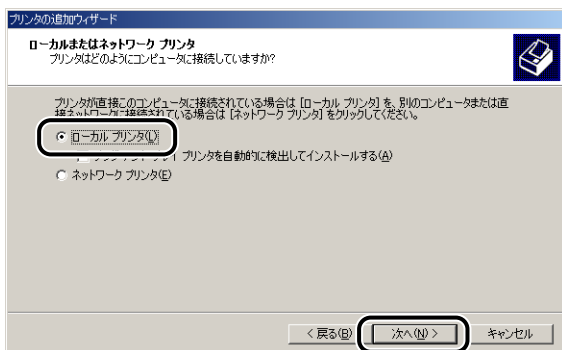 プリンタの追加ウィザード
ローカルまたはネットワーク プリンタ
プリンタはどのようにコンピュータに接続していますか?
プリンタが直接このコンピュータに接続されている場合は [ローカル プリンタ] を、別のコンピュータまたは直
接ネットワークに接続されている場合は [ネットワーク プリンタ] をクリックしてください。
ローカル プリンタ(L)
プリンタを自動的に検出してインストールする(A)
ネットワーク プリンタ(E)
< 戻る(B)
次へ(N) >
キャンセル